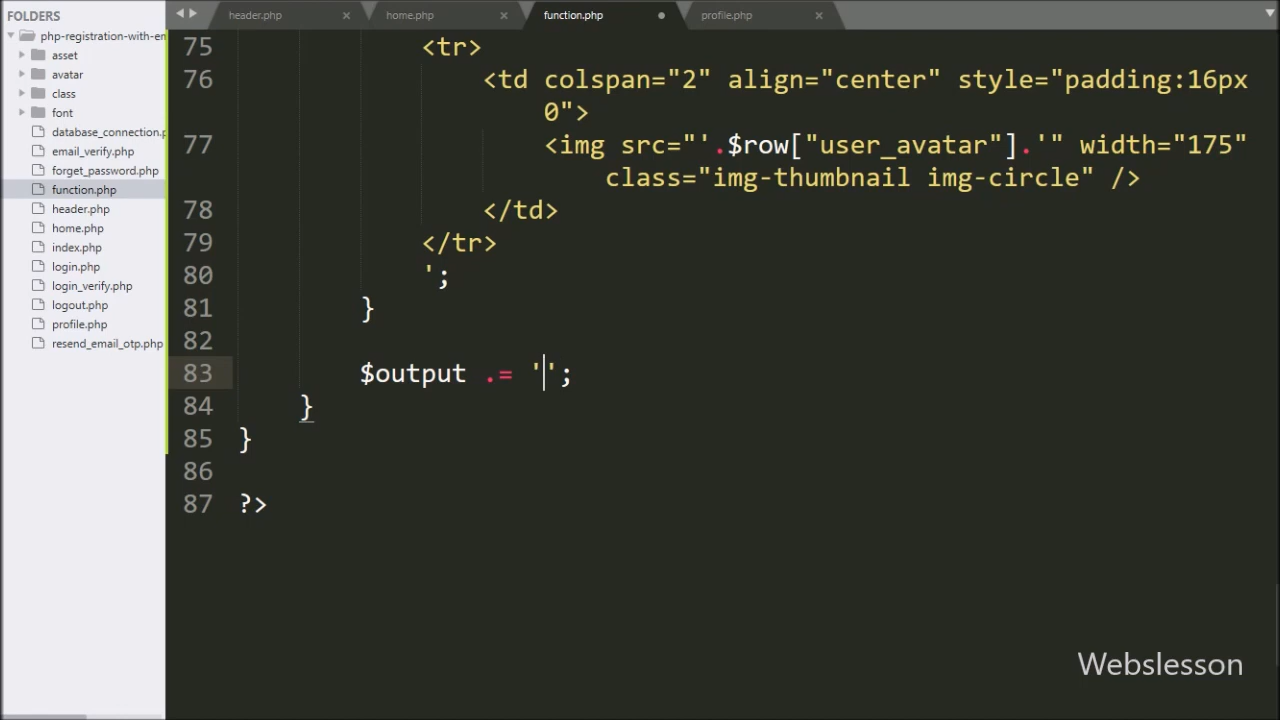 FOLDERS
php-registration-with-em
asset
avatar
class
font
database_connection.p
email_verify.php
forget_password.php
function.php
header.php
home.php
index.php
login.php
login_verify.php
logout.php
profile.php
resend_email_otp.php
header.php × home.php × function.php profile.php ×
75 <tr>
76 <td colspan="2" align="center" style="padding:16px
0">
77 <img src="'.$row["user_avatar"].'" width="175"
class="img-thumbnail img-circle" />
78 </td>
79 </tr>
80 ';
81 }
82
83 $output .= '';
84 }
85 }
86
87 ?>
Webslesson